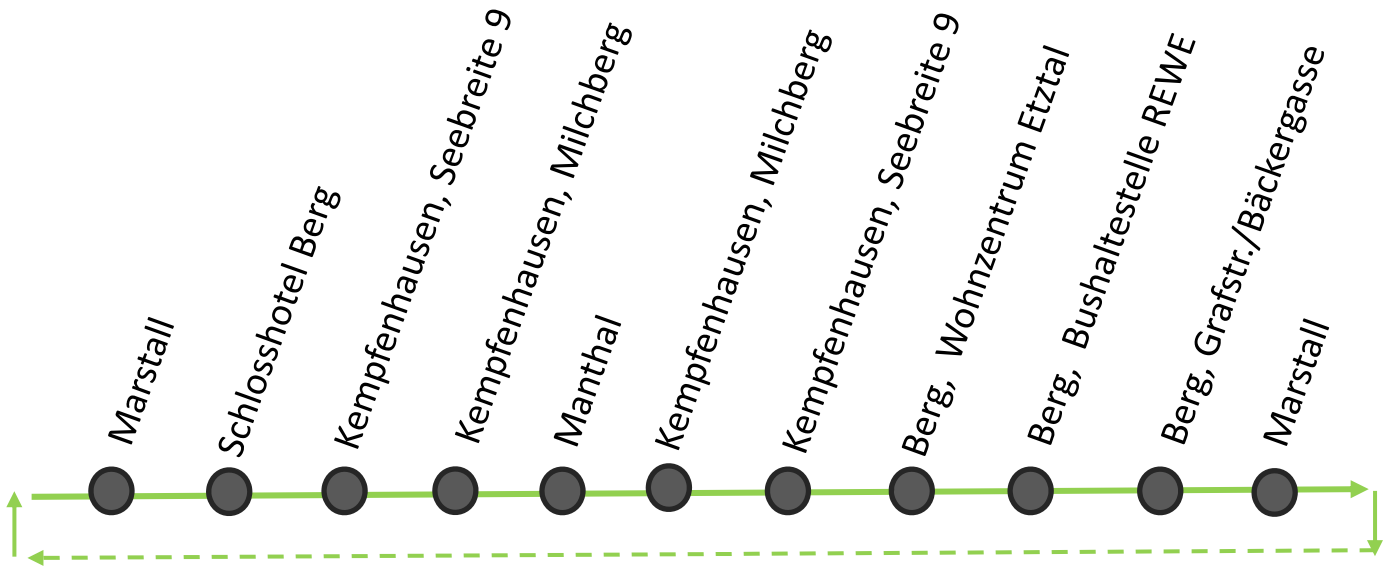 Marstall
Schlosshotel Berg
Kempfenhausen, Seebreite 9
Kempfenhausen, Milchberg
Manthal
Kempfenhausen, Milchberg
Kempfenhausen, Seebreite 9
Berg, Wohnzentrum Etztal
Berg, Bushaltestelle REWE
Berg, Grafstr./Bäckergasse
Marstall